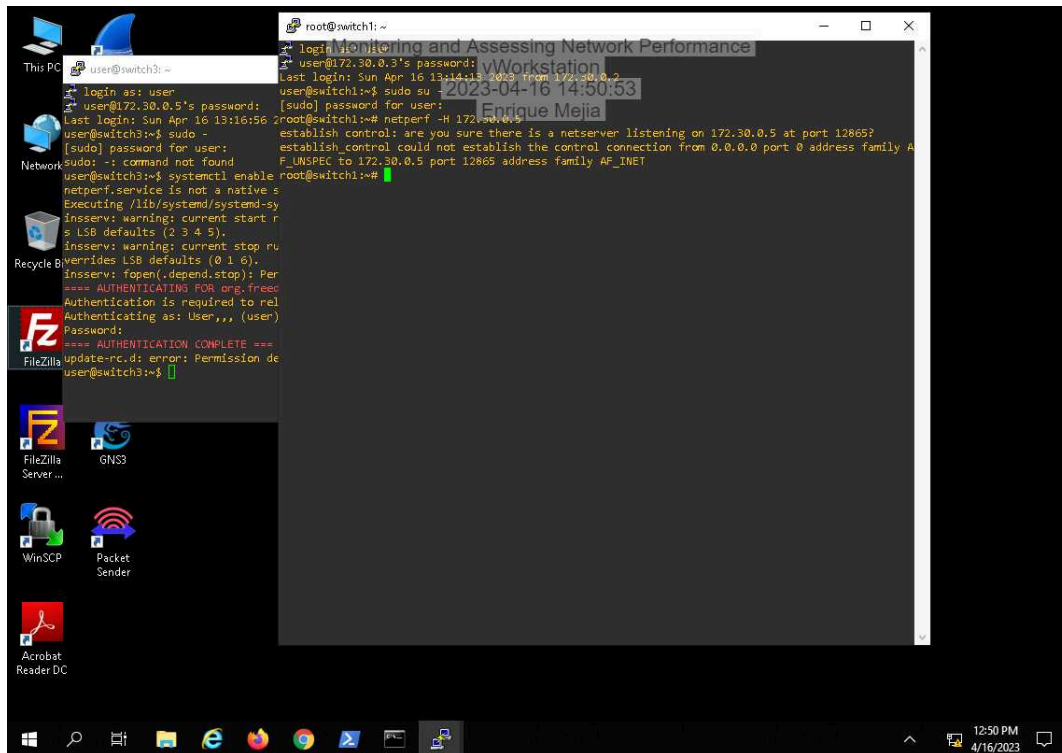 This PC
Network
Recycle Bi
FileZilla
FileZilla
Server ...
GNS3
WinSCP
Packet
Sender
Acrobat
Reader DC
user@switch3: ~
login as: user
user@172.30.0.5's password:
Last login: Sun Apr 16 13:16:56 2
user@switch3:~$ sudo -
[sudo] password for user:
sudo: -: command not found
user@switch3:~$ systemctl enable
netperf.service is not a native s
Executing /lib/systemd/systemd-sy
insserv: warning: current start r
s LSB defaults (2 3 4 5).
insserv: warning: current stop ru
verrides LSB defaults (0 1 6).
insserv: fopen(.depend.stop): Per
==== AUTHENTICATING FOR org.freed
Authentication is required to rel
Authenticating as: User,,, (user)
Password:
==== AUTHENTICATION COMPLETE ===
update-rc.d: error: Permission de
user@switch3:~$
root@switch1: ~
Monitoring and Assessing Network Performance
vWorkstation
2023-04-16 14:50:53
Enrique Mejia
login as: user
user@172.30.0.3's password:
Last login: Sun Apr 16 13:14:13 2023 from 172.30.0.2
user@switch1:~$ sudo su -
[sudo] password for user:
root@switch1:~# netperf -H 172.30.0.5
establish control: are you sure there is a netserver listening on 172.30.0.5 at port 12865?
establish_control could not establish the control connection from 0.0.0.0 port 0 address family A
F_UNSPEC to 172.30.0.5 port 12865 address family AF_INET
root@switch1:~#
12:50 PM
4/16/2023